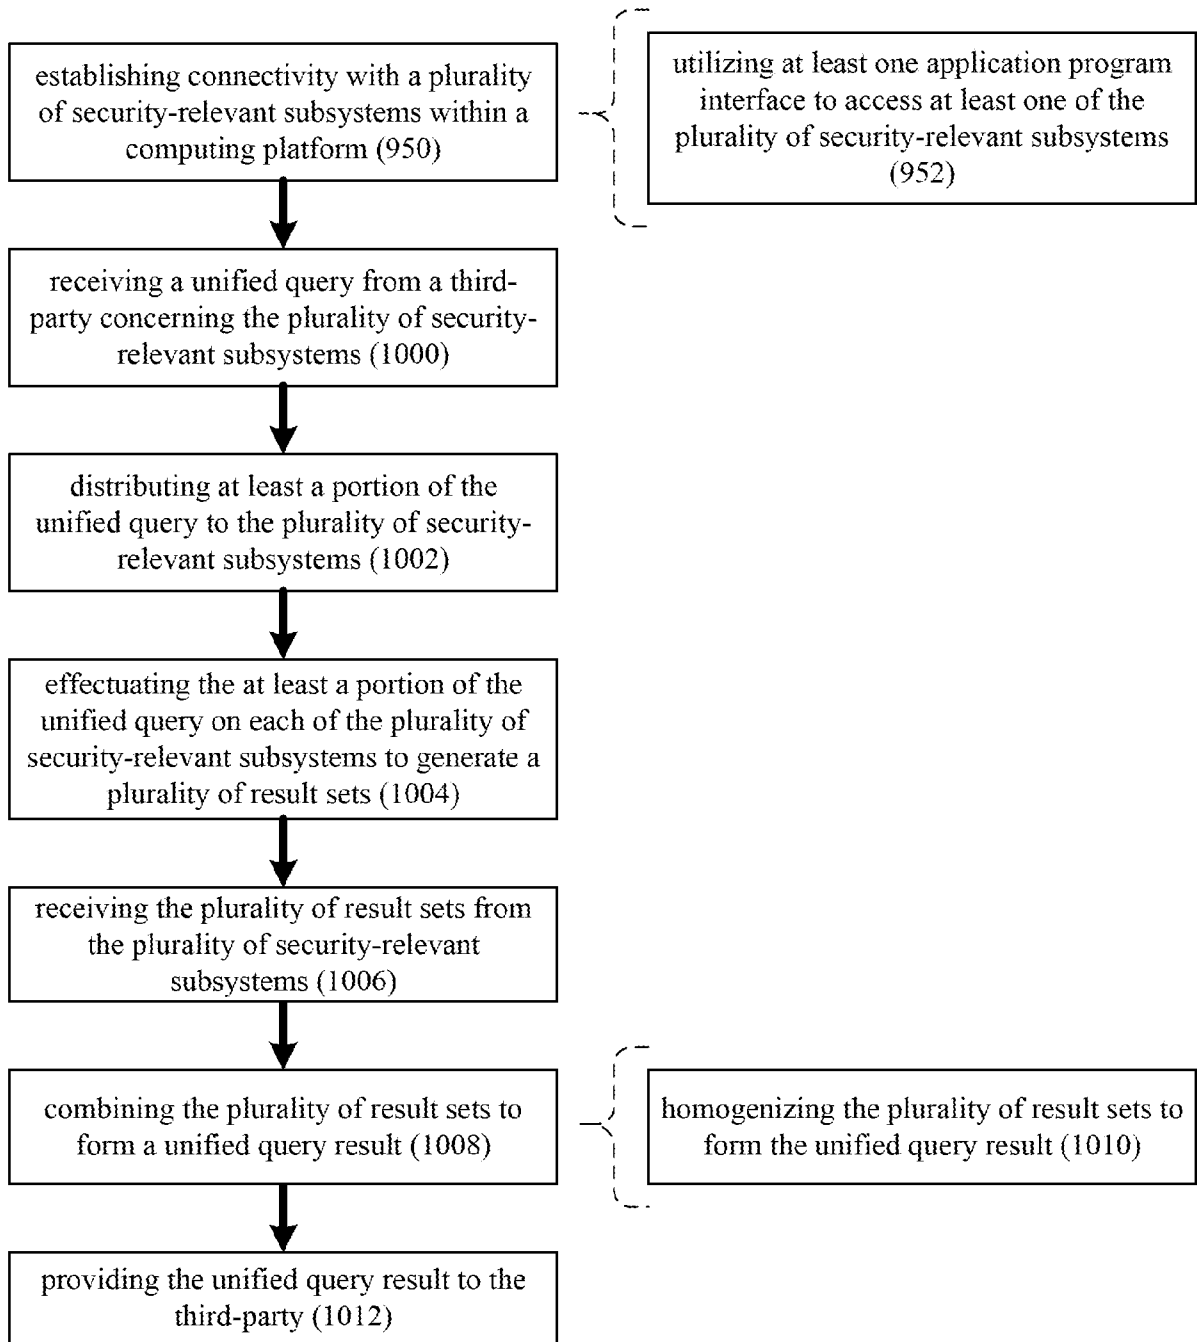 establishing connectivity with a plurality
of security-relevant subsystems within a
computing platform (950)
utilizing at least one application program
interface to access at least one of the
plurality of security-relevant subsystems
(952)
receiving a unified query from a third-
party concerning the plurality of security-
relevant subsystems (1000)
distributing at least a portion of the
unified query to the plurality of security-
relevant subsystems (1002)
effectuating the at least a portion of the
unified query on each of the plurality of
security-relevant subsystems to generate a
plurality of result sets (1004)
receiving the plurality of result sets from
the plurality of security-relevant
subsystems (1006)
combining the plurality of result sets to
form a unified query result (1008)
homogenizing the plurality of result sets to
form the unified query result (1010)
providing the unified query result to the
third-party (1012)